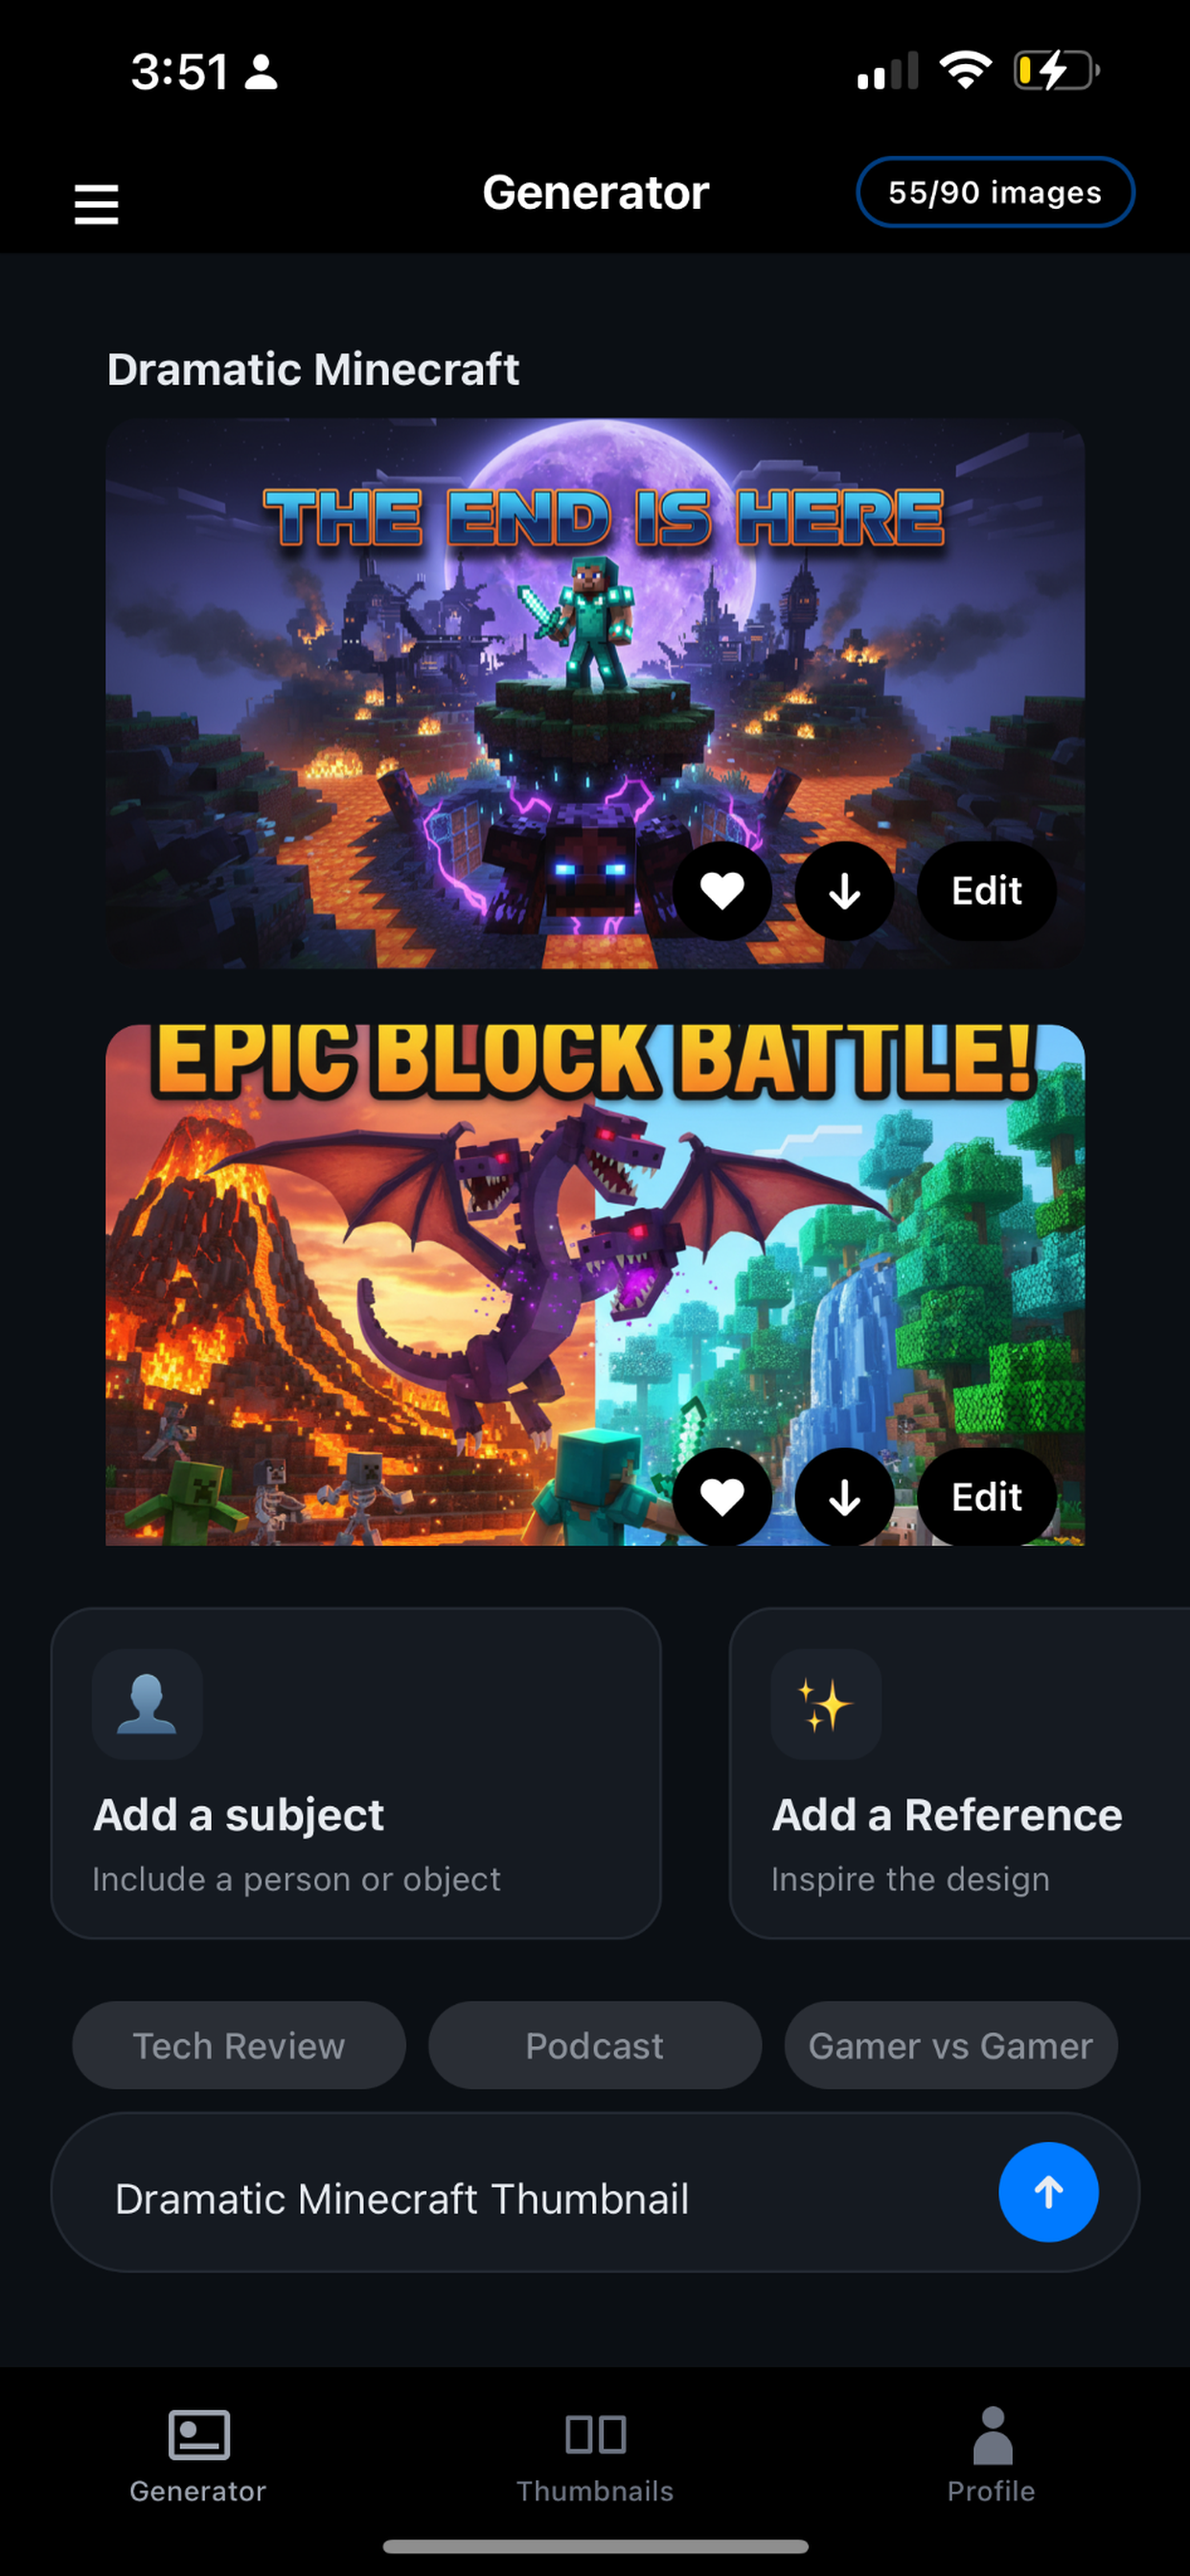 3:51
Generator
55/90 images
Dramatic Minecraft
THE END IS HERE
Edit
EPIC BLOCK BATTLE!
Edit
Add a subject
Include a person or object
Add a Reference
Inspire the design
Tech Review
Podcast
Gamer vs Gamer
Dramatic Minecraft Thumbnail
Generator
Thumbnails
Profile